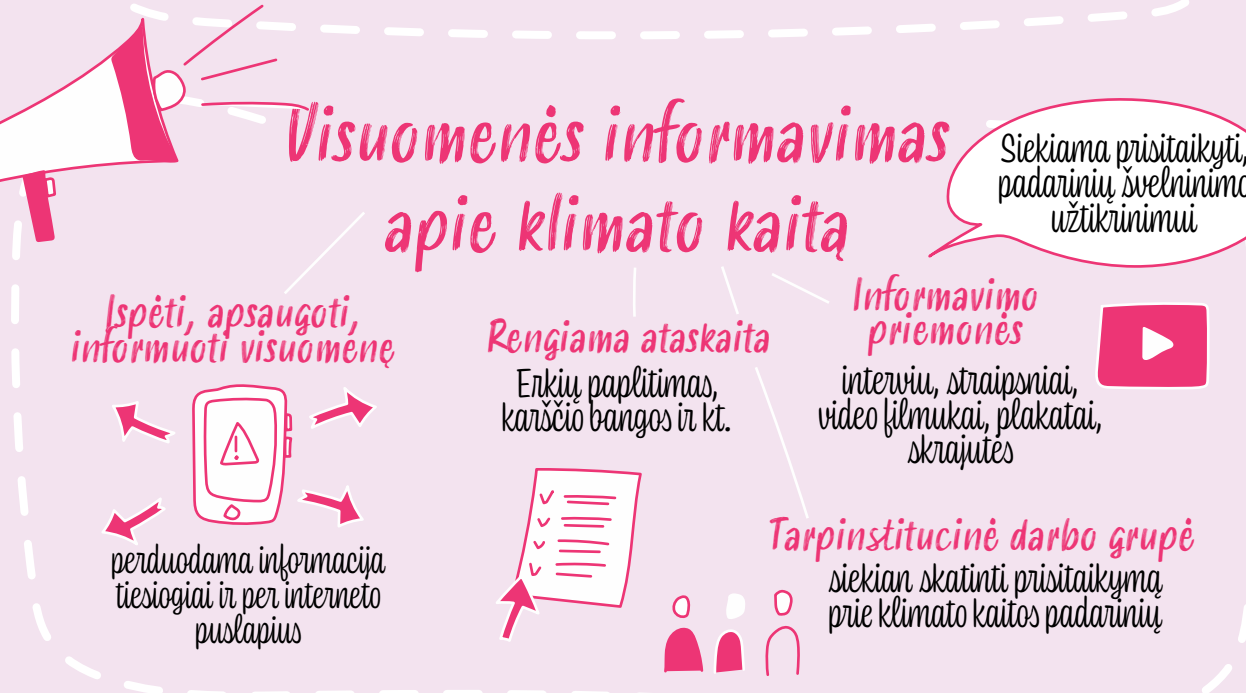 Visuomenės informavimas
apie klimato kaitą
Siekiama prisitaikyti,
padarinių švelninimo
užtikrinimui
Įspėti, apsaugoti,
informuoti visuomenę
perduodama informacija
tiesiogiai ir per interneto
puslapius
Rengiama ataskaita
Erkių paplitimas,
karščio bangos ir kt.
Informavimo
priemonės
interviu, straipsniai,
video filmukai, plakatai,
skrajutės
Tarpinstitucinė darbo grupė
siekian skatinti prisitaikymą
prie klimato kaitos padarinių